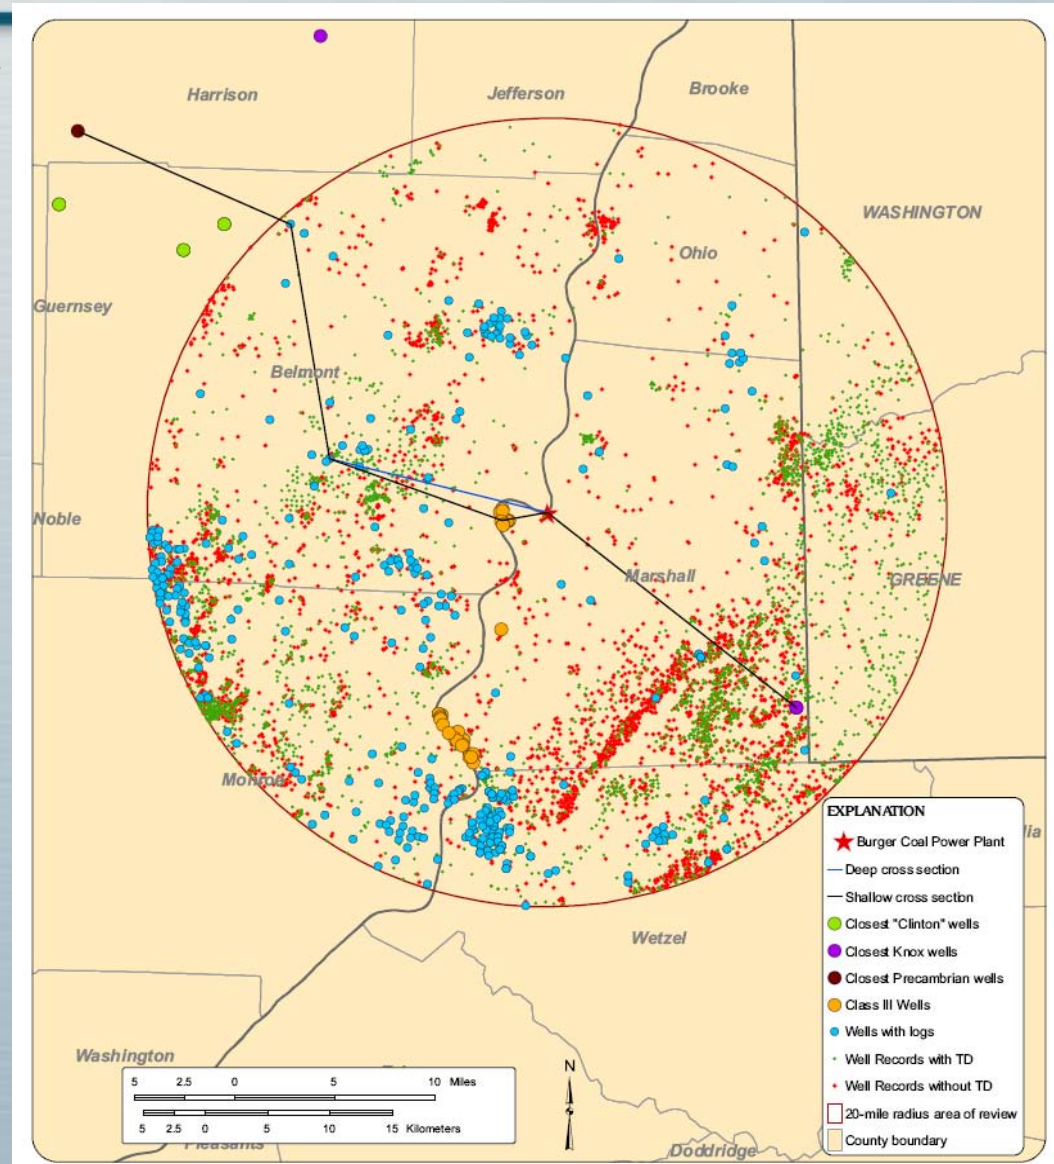 Harrison
Jefferson
Brooke
WASHINGTON
Ohio
Guernsey
Belmont
Noble
Marshall
GREENE
Monroe
EXPLANATION
Burger Coal Power Plant
Deep cross section
Shallow cross section
Closest "Clinton" wells
Closest Knox wells
Closest Precambrian wells
Class III Wells
Wells with logs
Well Records with TD
Well Records without TD
20-mile radius area of review
County boundary
lia
Wetzel
Washington
N
5 2.5 0 5 10 Miles
5 2.5 0 5 10 15 Kilometers
Pleasants
Doddridge